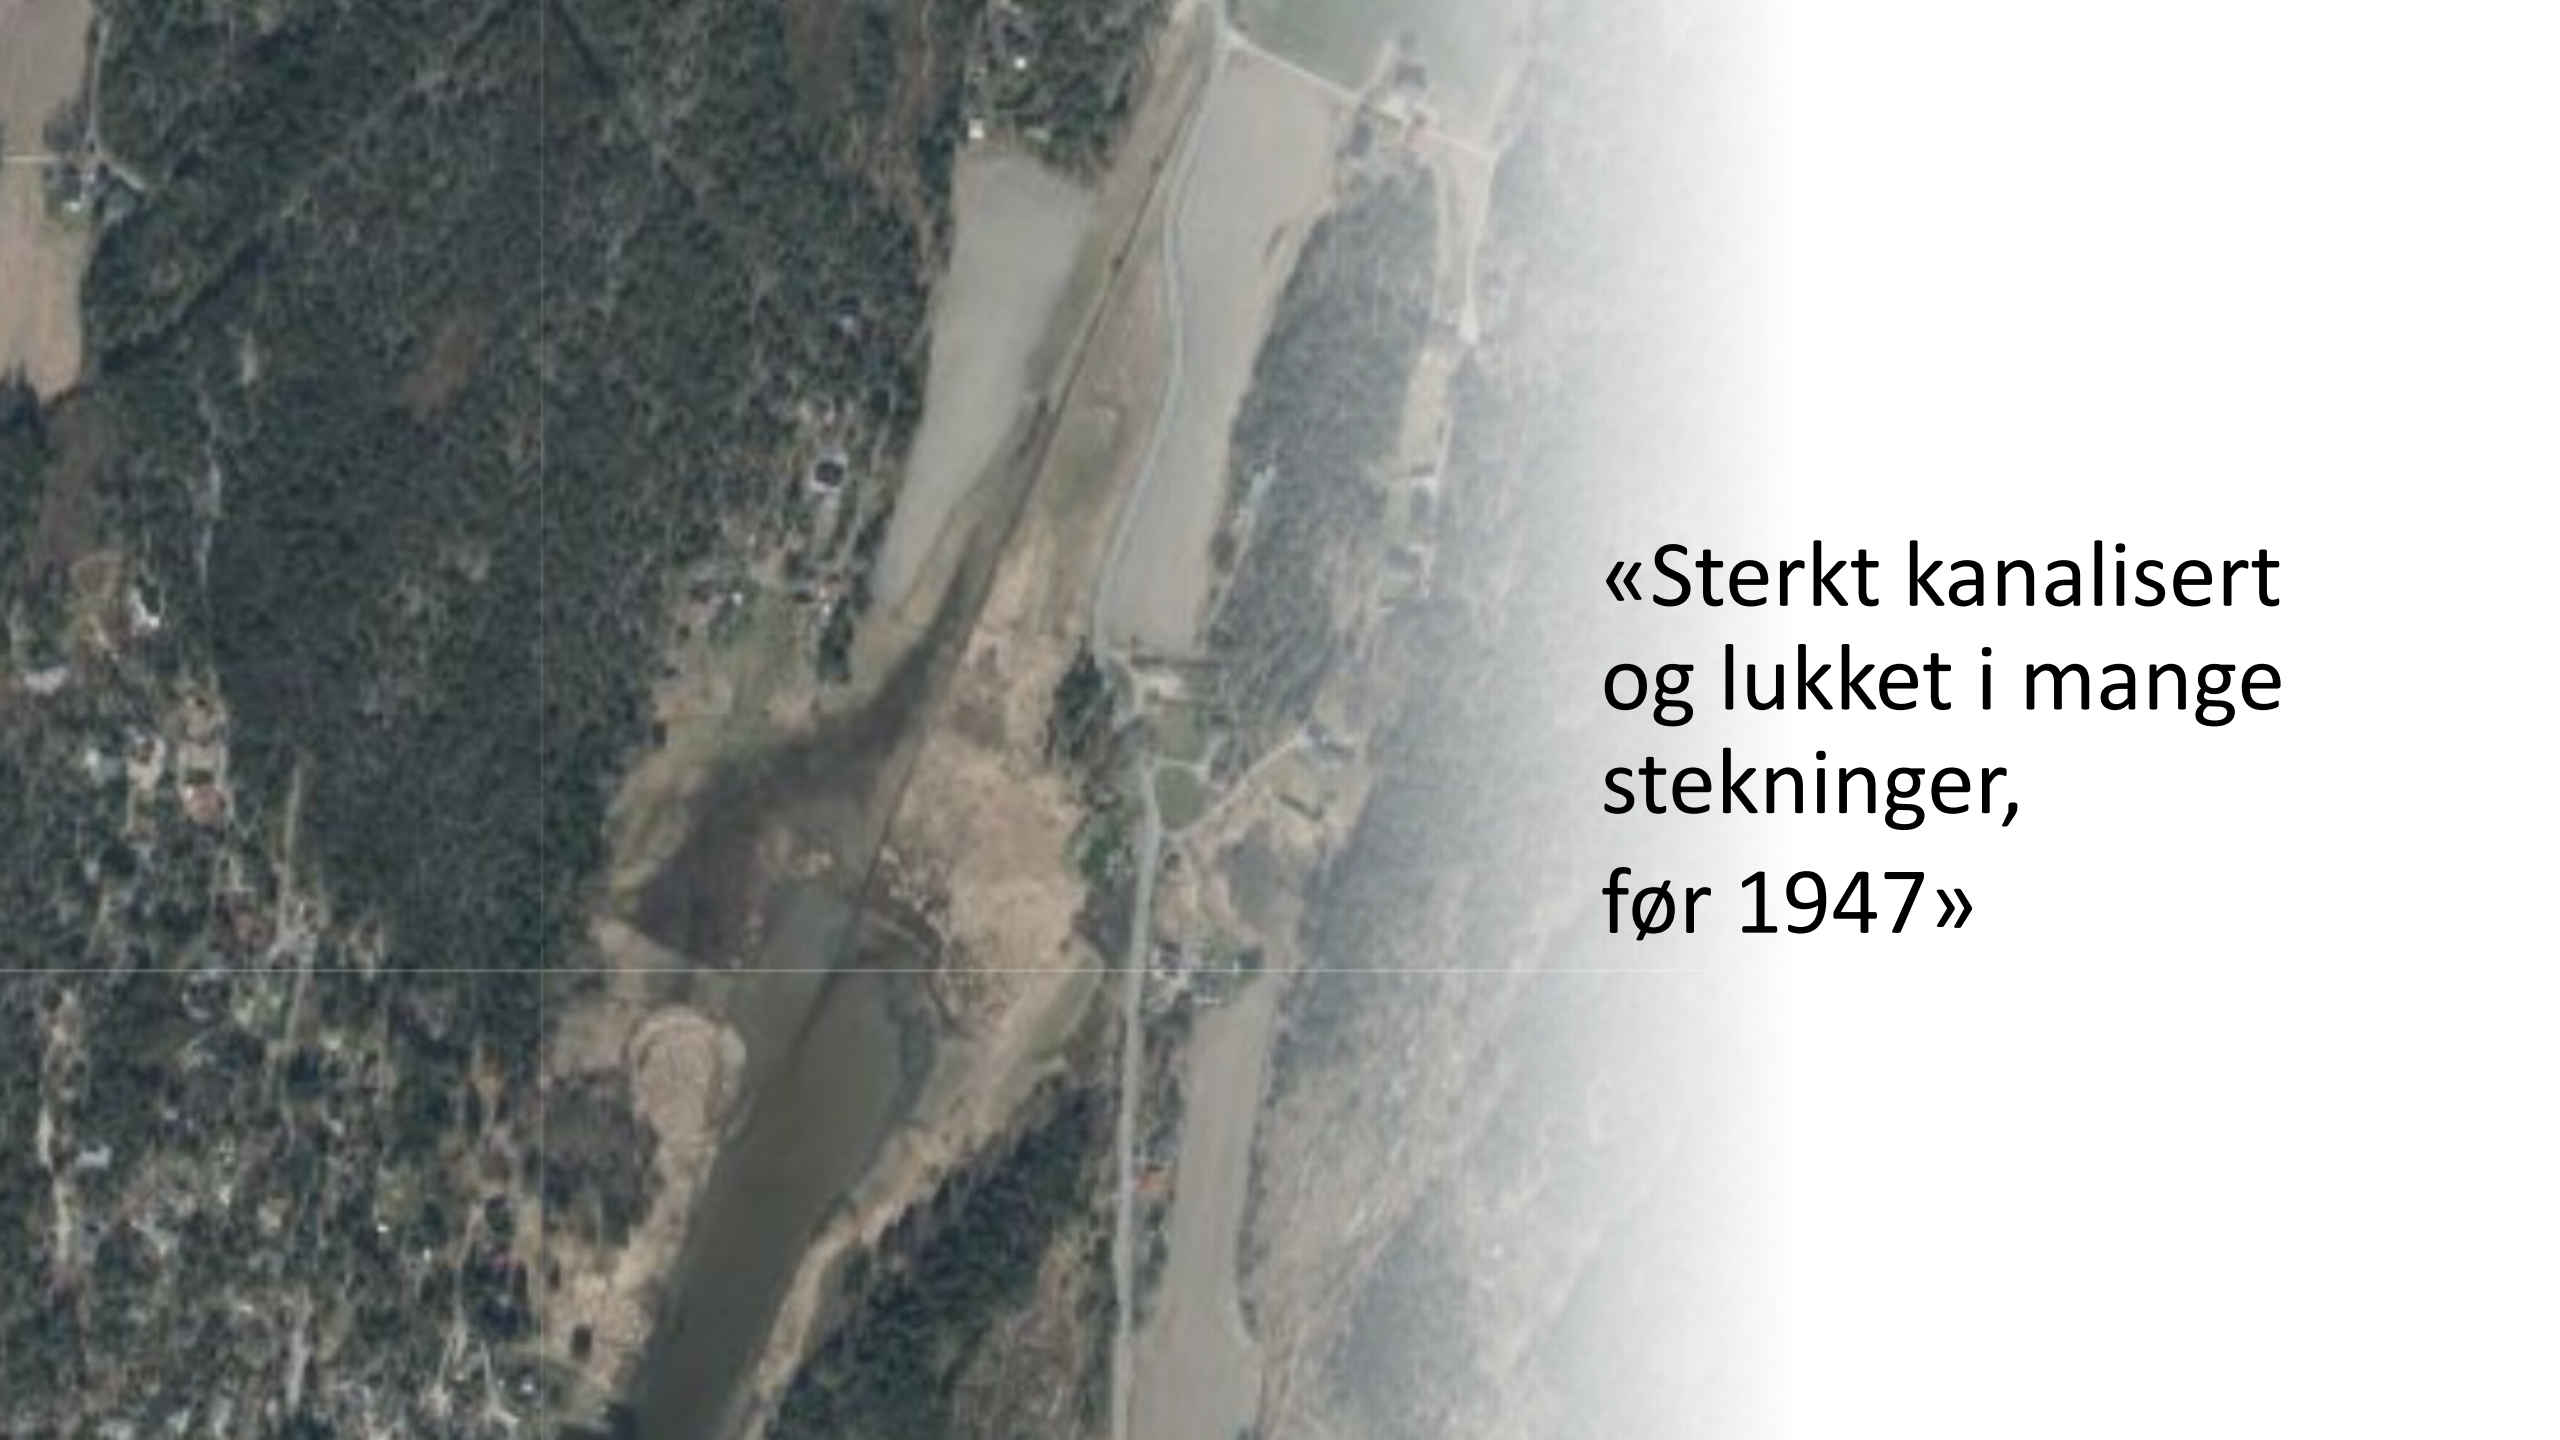 «Sterkt kanalisert
og lukket i mange
stekninger,
før 1947»